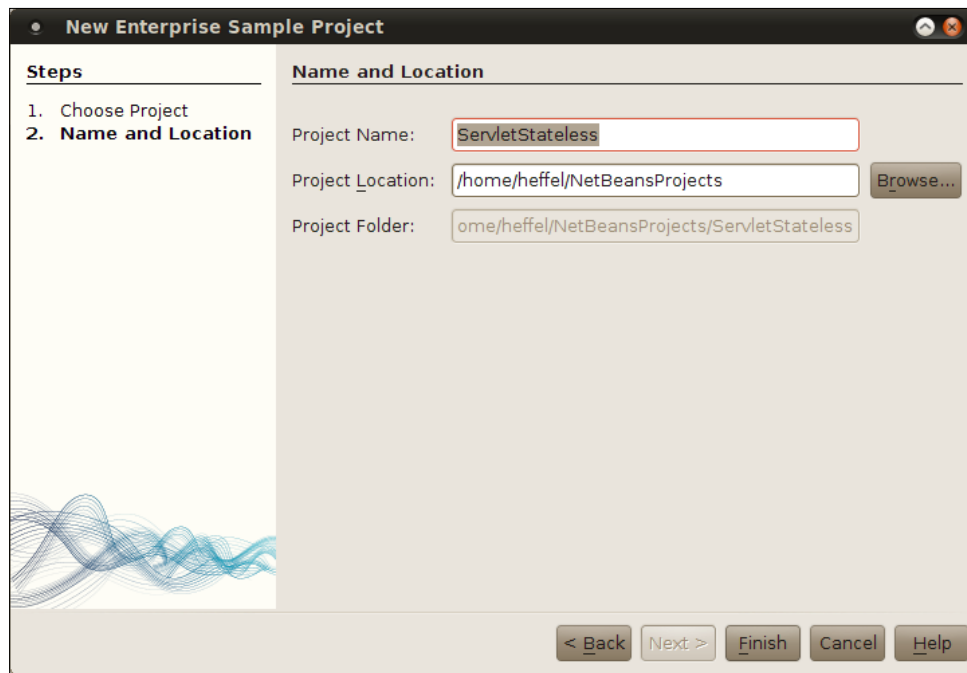 New Enterprise Sample Project
Steps
1. Choose Project
2. Name and Location
Name and Location
Project Name: ServletStateless
Project Location: /home/heffel/NetBeansProjects Browse...
Project Folder: ome/heffel/NetBeansProjects/ServletStateless
< Back Next > Finish Cancel Help